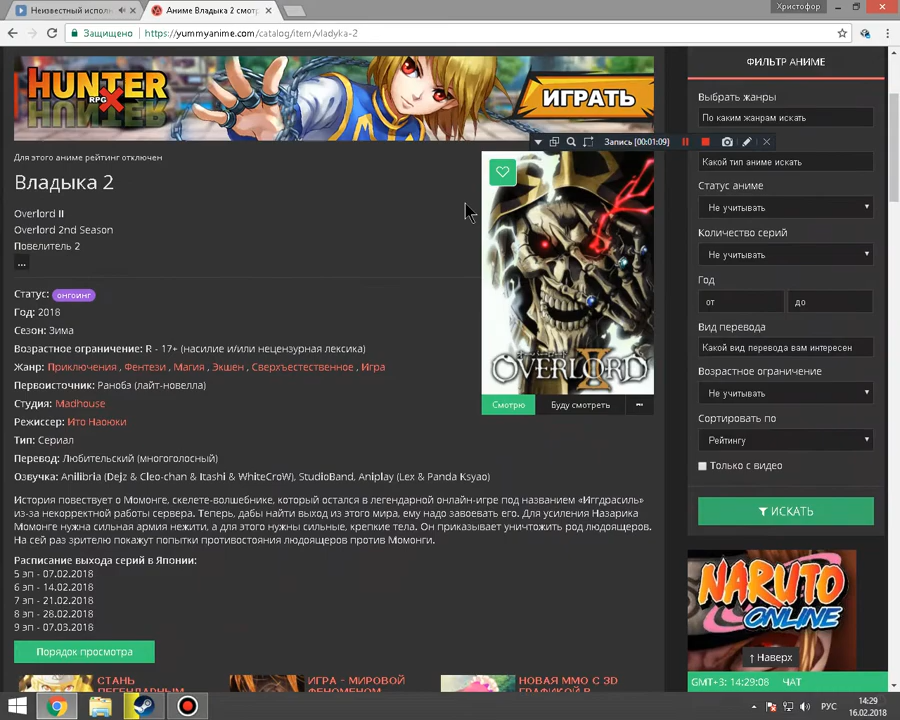 Христофор
Неизвестный испол
Аниме Владыка 2 смотр
Защищено
https://yummyanime.com/catalog/item/vladyka-2
HUNTER
RPG X
ИГРАТЬ
Запись [00:01:09]
Для этого аниме рейтинг отключен
Владыка 2
Overlord II
Overlord 2nd Season
Повелитель 2
...
Статус: онгоинг
Год: 2018
Сезон: Зима
Возрастное ограничение: R - 17+ (насилие и/или нецензурная лексика)
Жанр: Приключения , Фентези , Магия , Экшен , Сверхъестественное , Игра
Первоисточник: Ранобэ (лайт-новелла)
Студия: Madhouse
Режиссер: Ито Наоюки
Тип: Сериал
Перевод: Любительский (многоголосный)
Озвучка: Anilibria (Dejz & Cleo-chan & Itashi & WhiteCroW), StudioBand, Aniplay (Lex & Panda Ksyao)
OVERLORD II
Смотрю
Буду смотреть
История повествует о Момонге, скелете-волшебнике, который остался в легендарной онлайн-игре под названием «Иггдрасиль»
из-за некорректной работы сервера. Теперь, дабы найти выход из этого мира, ему надо завоевать его. Для усиления Назарика
Момонге нужна сильная армия нежити, а для этого нужны сильные, крепкие тела. Он приказывает уничтожить род людоящеров.
На сей раз зрителю покажут попытки противостояния людоящеров против Момонги.
Расписание выхода серий в Японии:
5 эп - 07.02.2018
6 эп - 14.02.2018
7 эп - 21.02.2018
8 эп - 28.02.2018
9 эп - 07.03.2018
Порядок просмотра
СТАНЬ
ЛЕГЕНДАРНЫМ
ИГРА - МИРОВОЙ
ФЕНОМЕНОМ
НОВАЯ ММО С 3D
ГРАФИКОЙ В
ФИЛЬТР АНИМЕ
Выбрать жанры
По каким жанрам искать
Какой тип аниме искать
Статус аниме
Не учитывать
Количество серий
Не учитывать
Год
от
до
Вид перевода
Какой вид перевода вам интересен
Возрастное ограничение
Не учитывать
Сортировать по
Рейтингу
Только с видео
ИСКАТЬ
NARUTO
ONLINE
↑ Наверх
GMT+3: 14:29:08 ЧАТ
РУС
14:29
16.02.2018